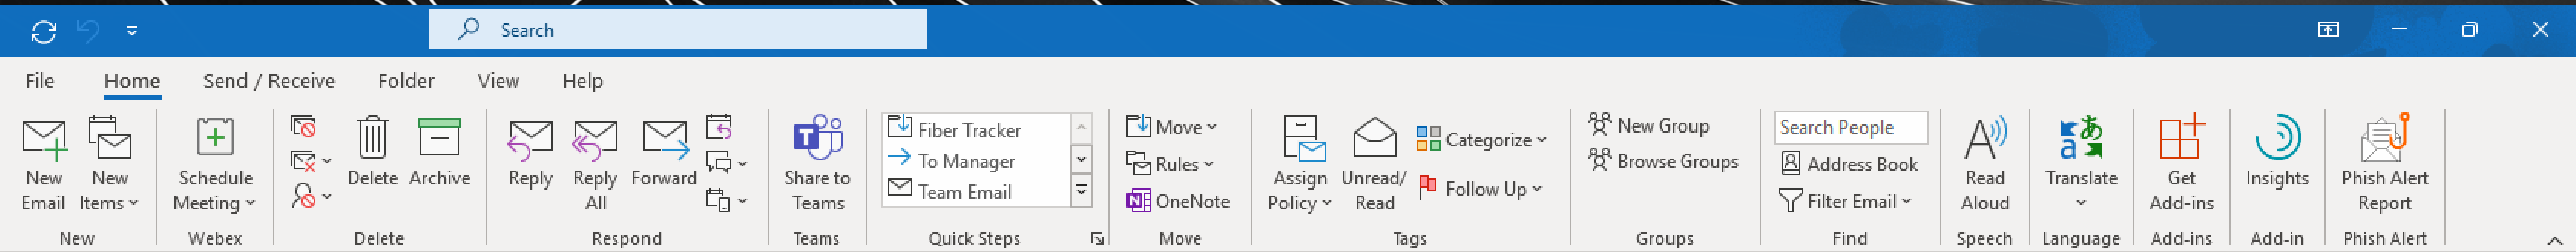 Search
File Home Send / Receive Folder View Help
New Email
New Items
New
Schedule Meeting
Webex
Delete
Archive
Delete
Reply
Reply All
Forward
Respond
Share to Teams
Teams
Fiber Tracker
To Manager
Team Email
Quick Steps
Move
Rules
OneNote
Move
Assign Policy
Unread/ Read
Categorize
Follow Up
Tags
New Group
Browse Groups
Groups
Search People
Address Book
Filter Email
Find
Read Aloud
Speech
Translate
Language
Get Add-ins
Add-ins
Insights
Add-in
Phish Alert Report
Phish Alert